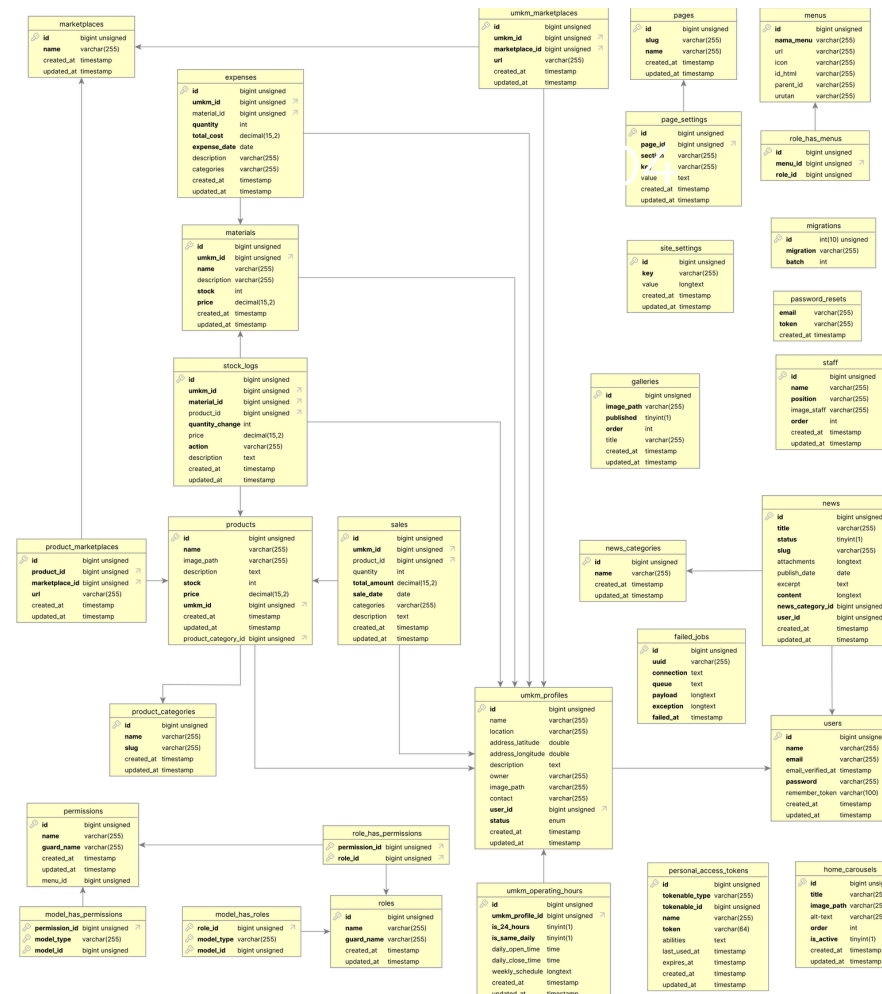 marketplaces
id bigint unsigned
name varchar(255)
created_at timestamp
updated_at timestamp
umkm_marketplaces
id bigint unsigned
umkm_id bigint unsigned
marketplace_id bigint unsigned
url varchar(255)
created_at timestamp
updated_at timestamp
pages
id bigint unsigned
slug varchar(255)
name varchar(255)
created_at timestamp
updated_at timestamp
menus
id bigint unsigned
nama_menu varchar(255)
url varchar(255)
icon varchar(255)
id_html varchar(255)
parent_id varchar(255)
urutan varchar(255)
expenses
id bigint unsigned
umkm_id bigint unsigned
material_id bigint unsigned
quantity int
total_cost decimal(15,2)
expense_date date
description varchar(255)
categories varchar(255)
created_at timestamp
updated_at timestamp
page_settings
id bigint unsigned
page_id bigint unsigned
section varchar(255)
key varchar(255)
value text
created_at timestamp
updated_at timestamp
04
role_has_menus
id bigint unsigned
menu_id bigint unsigned
role_id bigint unsigned
materials
id bigint unsigned
umkm_id bigint unsigned
name varchar(255)
description varchar(255)
stock int
price decimal(15,2)
created_at timestamp
updated_at timestamp
site_settings
id bigint unsigned
key varchar(255)
value longtext
created_at timestamp
updated_at timestamp
migrations
id int(10) unsigned
migration varchar(255)
batch int
password_resets
email varchar(255)
token varchar(255)
created_at timestamp
stock_logs
id bigint unsigned
umkm_id bigint unsigned
material_id bigint unsigned
product_id bigint unsigned
quantity_change int
price decimal(15,2)
action varchar(255)
description text
created_at timestamp
updated_at timestamp
galleries
id bigint unsigned
image_path varchar(255)
published tinyint(1)
order int
title varchar(255)
created_at timestamp
updated_at timestamp
staff
id bigint unsigned
name varchar(255)
position varchar(255)
image_staff varchar(255)
order int
created_at timestamp
updated_at timestamp
product_marketplaces
id bigint unsigned
product_id bigint unsigned
marketplace_id bigint unsigned
url varchar(255)
created_at timestamp
updated_at timestamp
products
id bigint unsigned
name varchar(255)
image_path varchar(255)
description text
stock int
price decimal(15,2)
umkm_id bigint unsigned
created_at timestamp
updated_at timestamp
product_category_id bigint unsigned
sales
id bigint unsigned
umkm_id bigint unsigned
product_id bigint unsigned
quantity int
total_amount decimal(15,2)
sale_date date
categories varchar(255)
description text
created_at timestamp
updated_at timestamp
news_categories
id bigint unsigned
name varchar(255)
created_at timestamp
updated_at timestamp
news
id bigint unsigned
title varchar(255)
status tinyint(1)
slug varchar(255)
attachments longtext
publish_date date
excerpt text
content longtext
news_category_id bigint unsigned
user_id bigint unsigned
created_at timestamp
updated_at timestamp
failed_jobs
id bigint unsigned
uuid varchar(255)
connection text
queue text
payload longtext
exception longtext
failed_at timestamp
product_categories
id bigint unsigned
name varchar(255)
slug varchar(255)
created_at timestamp
updated_at timestamp
umkm_profiles
id bigint unsigned
name varchar(255)
location varchar(255)
address_latitude double
address_longitude double
description text
owner varchar(255)
image_path varchar(255)
contact varchar(255)
user_id bigint unsigned
status enum
created_at timestamp
updated_at timestamp
users
id bigint unsigned
name varchar(255)
email varchar(255)
email_verified_at timestamp
password varchar(255)
remember_token varchar(100)
created_at timestamp
updated_at timestamp
permissions
id bigint unsigned
name varchar(255)
guard_name varchar(255)
created_at timestamp
updated_at timestamp
menu_id bigint unsigned
role_has_permissions
permission_id bigint unsigned
role_id bigint unsigned
model_has_permissions
permission_id bigint unsigned
model_type varchar(255)
model_id bigint unsigned
model_has_roles
role_id bigint unsigned
model_type varchar(255)
model_id bigint unsigned
roles
id bigint unsigned
name varchar(255)
guard_name varchar(255)
created_at timestamp
updated_at timestamp
umkm_operating_hours
id bigint unsigned
umkm_profile_id bigint unsigned
is_24_hours tinyint(1)
is_same_daily tinyint(1)
daily_open_time time
daily_close_time time
weekly_schedule longtext
created_at timestamp
updated_at timestamp
personal_access_tokens
id bigint unsigned
tokenable_type varchar(255)
tokenable_id bigint unsigned
name varchar(255)
token varchar(64)
abilities text
last_used_at timestamp
expires_at timestamp
created_at timestamp
updated_at timestamp
home_carousels
id bigint
title
image_path
alt-text
order int
is_active tinyint(1)
created_at timestamp
updated_at timestamp